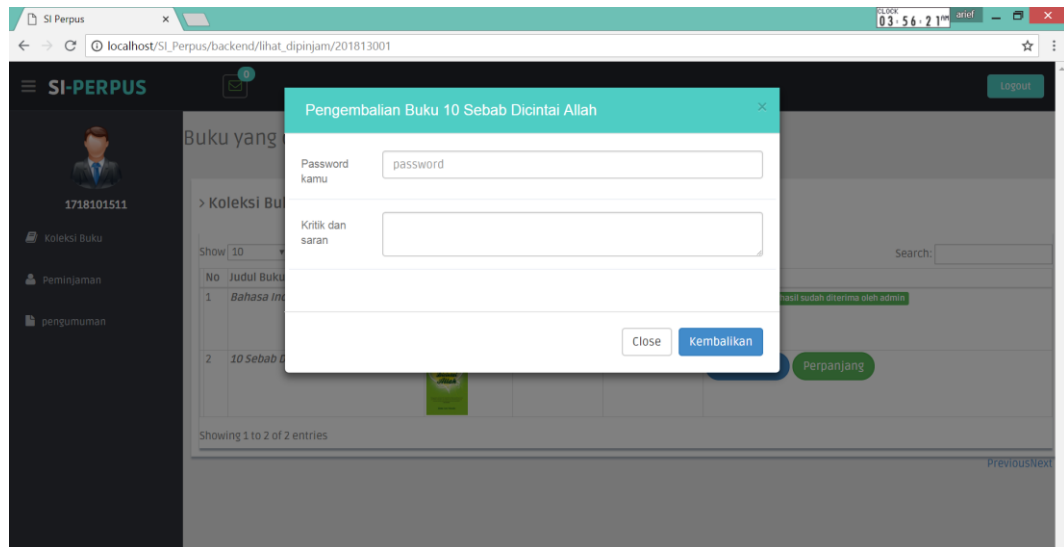 SI Perpus
CLOCK
03:56:21PM
arief
localhost/SI_Perpus/backend/lihat_dipinjam/201813001
SI-PERPUS
0
Logout
Pengembalian Buku 10 Sebab Dicintai Allah
Buku yang
Password kamu
password
1718101511
Koleksi Bu
Kritik dan saran
Koleksi Buku
Show 10
Search:
Peminjaman
No Judul Buku
1 Bahasa Ind
hasil sudah diterima oleh admin
pengumuman
Close
Kembalikan
2 10 Sebab D
Perpanjang
Allah
Showing 1 to 2 of 2 entries
PreviousNext